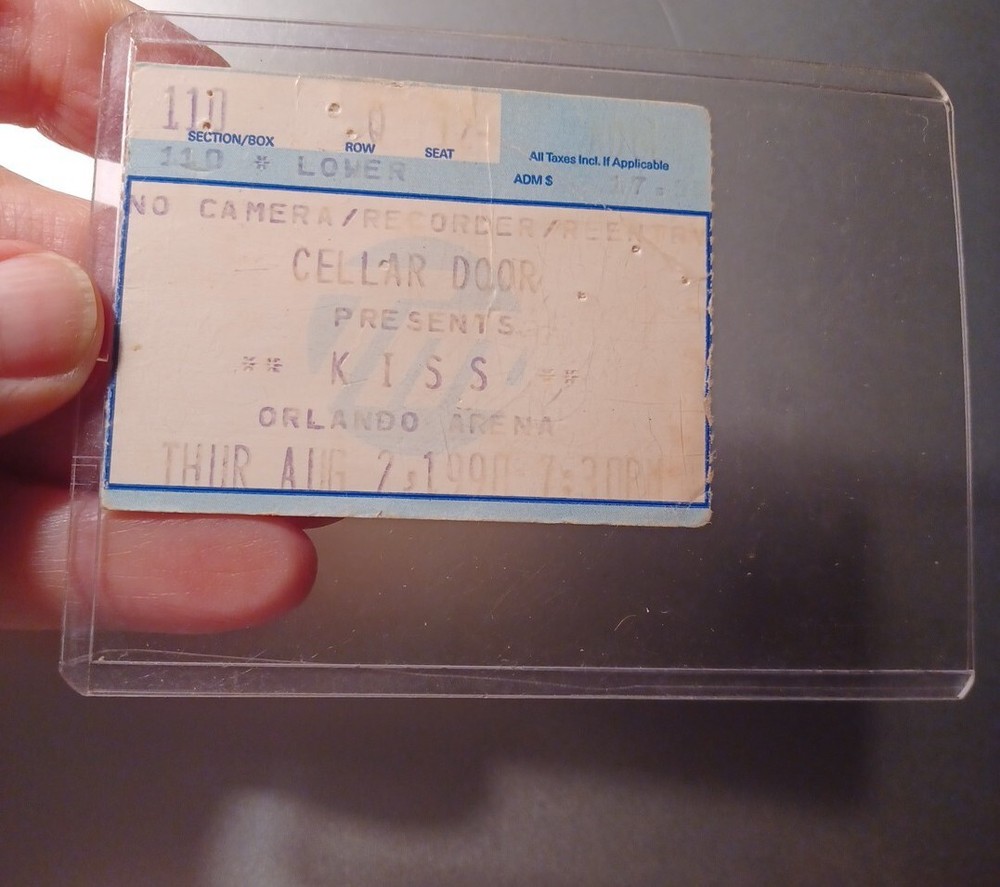 110 Q
SECTION/BOX ROW SEAT
110 * LOWER
All Taxes Incl. If Applicable
ADM $ 17.
NO CAMERA/RECORDER/REENTRY
CELLAR DOOR
PRESENTS
** K I S S **
ORLANDO ARENA
THUR AUG 2,1990 7:30PM